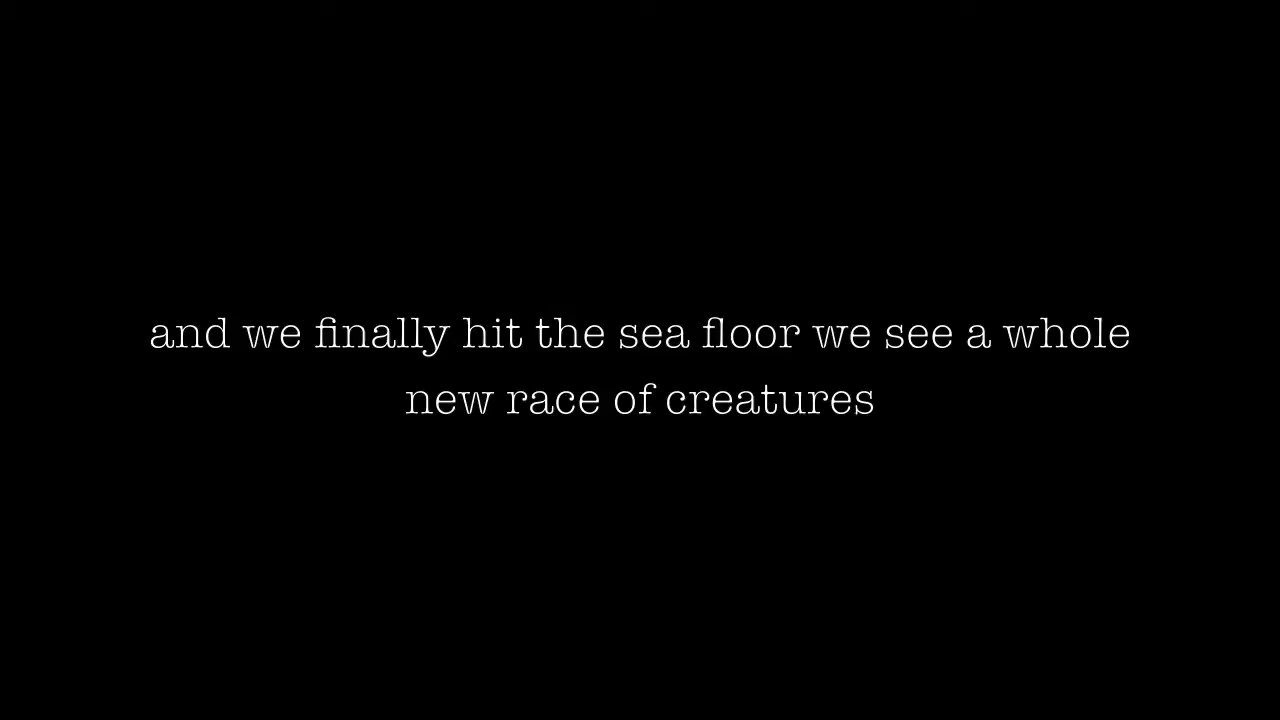 and we finally hit the sea floor we see a whole
new race of creatures